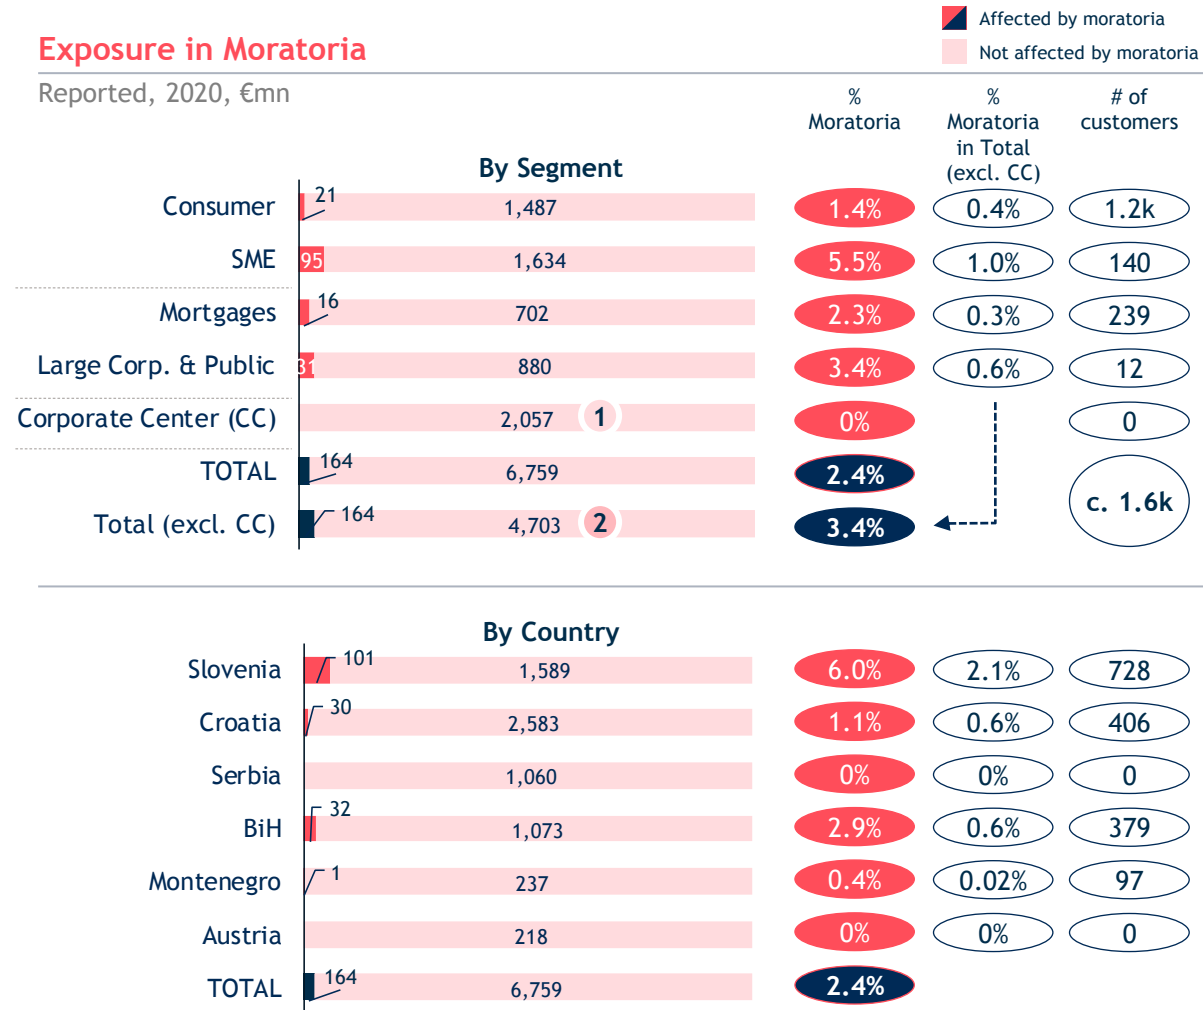 Affected by moratoria
Exposure in Moratoria
Not affected by moratoria
Reported, 2020, €mn
% Moratoria
% Moratoria in Total (excl. CC)
# of customers
By Segment
Consumer 21 1,487 1.4% 0.4% 1.2k
SME 95 1,634 5.5% 1.0% 140
Mortgages 16 702 2.3% 0.3% 239
Large Corp. & Public 31 880 3.4% 0.6% 12
Corporate Center (CC) 2,057 1 0% 0
TOTAL 164 6,759 2.4%
c. 1.6k
Total (excl. CC) 164 4,703 2 3.4%
By Country
Slovenia 101 1,589 6.0% 2.1% 728
Croatia 30 2,583 1.1% 0.6% 406
Serbia 1,060 0% 0% 0
BiH 32 1,073 2.9% 0.6% 379
Montenegro 1 237 0.4% 0.02% 97
Austria 218 0% 0% 0
TOTAL 164 6,759 2.4%